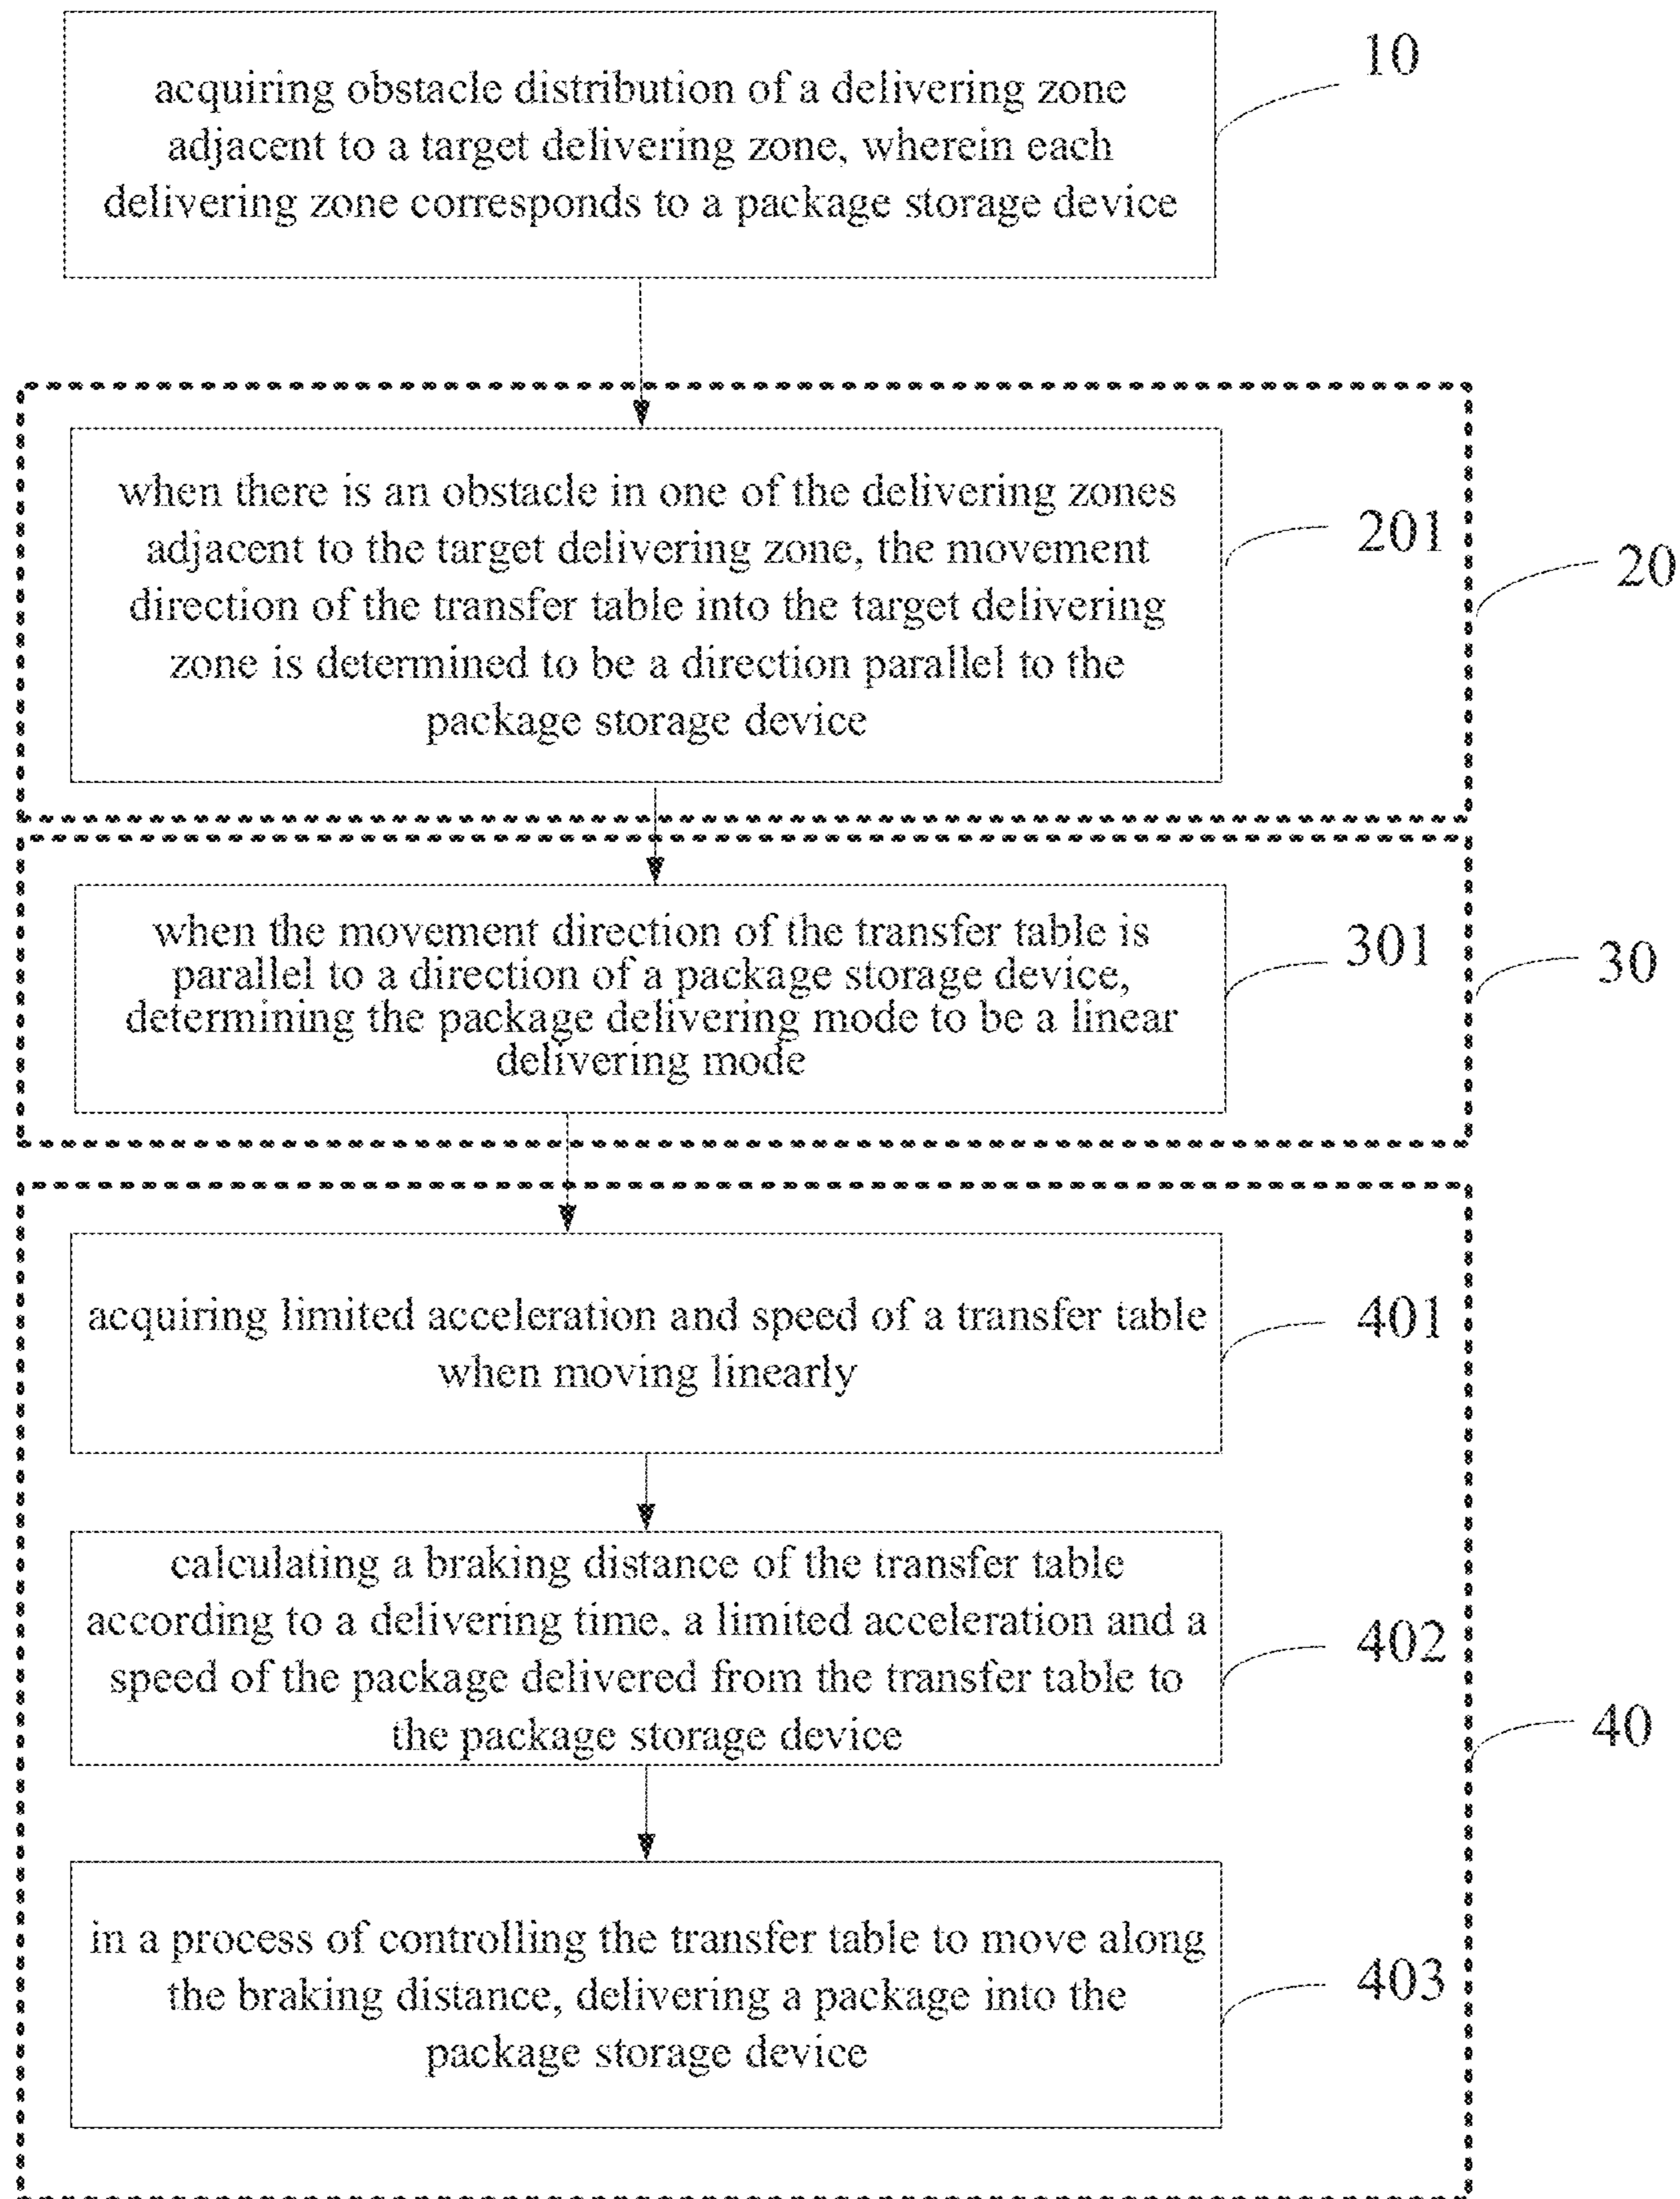 acquiring obstacle distribution of a delivering zone
adjacent to a target delivering zone, wherein each
delivering zone corresponds to a package storage device
10
when there is an obstacle in one of the delivering zones
adjacent to the target delivering zone, the movement
direction of the transfer table into the target delivering
zone is determined to be a direction parallel to the
package storage device
201
20
when the movement direction of the transfer table is
parallel to a direction of a package storage device,
determining the package delivering mode to be a linear
delivering mode
301
30
acquiring limited acceleration and speed of a transfer table
when moving linearly
401
calculating a braking distance of the transfer table
according to a delivering time, a limited acceleration and a
speed of the package delivered from the transfer table to
the package storage device
402
40
in a process of controlling the transfer table to move along
the braking distance, delivering a package into the
package storage device
403